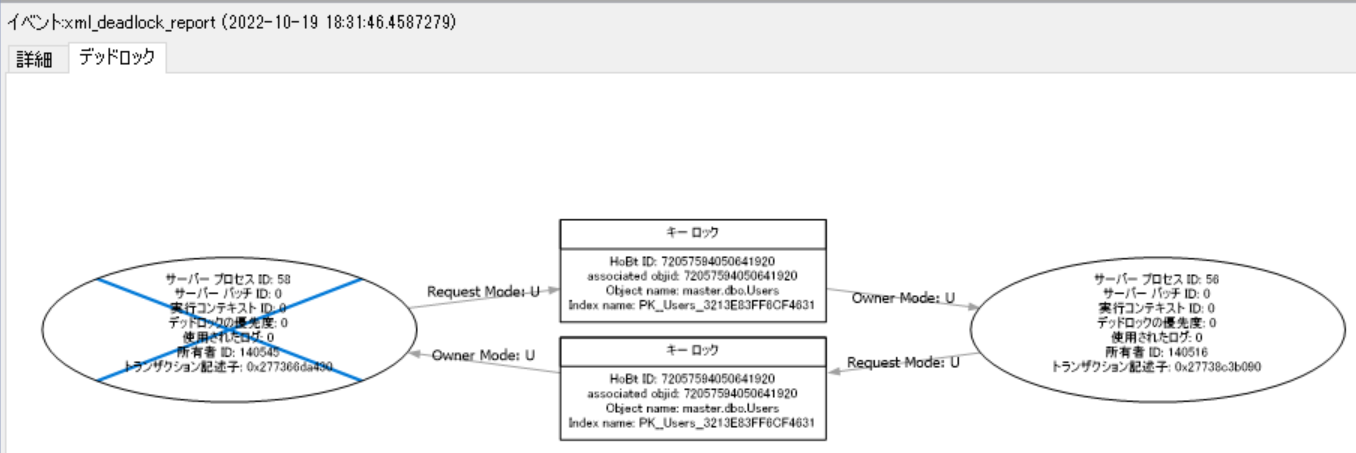 イベント:xml_deadlock_report (2022-10-19 18:31:46.4587279)
詳細
デッドロック
サーバー プロセス ID: 58
サーバー バッチ ID: 0
実行コンテキスト ID: 0
デッドロックの優先度: 0
使用されたログ: 0
所有者 ID: 140545
トランザクション記述子: 0x277366da430
Request Mode: U
Owner Mode: U
キー ロック
HoBt ID: 72057594050641920
associated objid: 72057594050641920
Object name: master.dbo.Users
Index name: PK_Users_3213E83FF6CF4631
キー ロック
HoBt ID: 72057594050641920
associated objid: 72057594050641920
Object name: master.dbo.Users
Index name: PK_Users_3213E83FF6CF4631
Owner Mode: U
Request Mode: U
サーバー プロセス ID: 56
サーバー バッチ ID: 0
実行コンテキスト ID: 0
デッドロックの優先度: 0
使用されたログ: 0
所有者 ID: 140516
トランザクション記述子: 0x27738c3b090